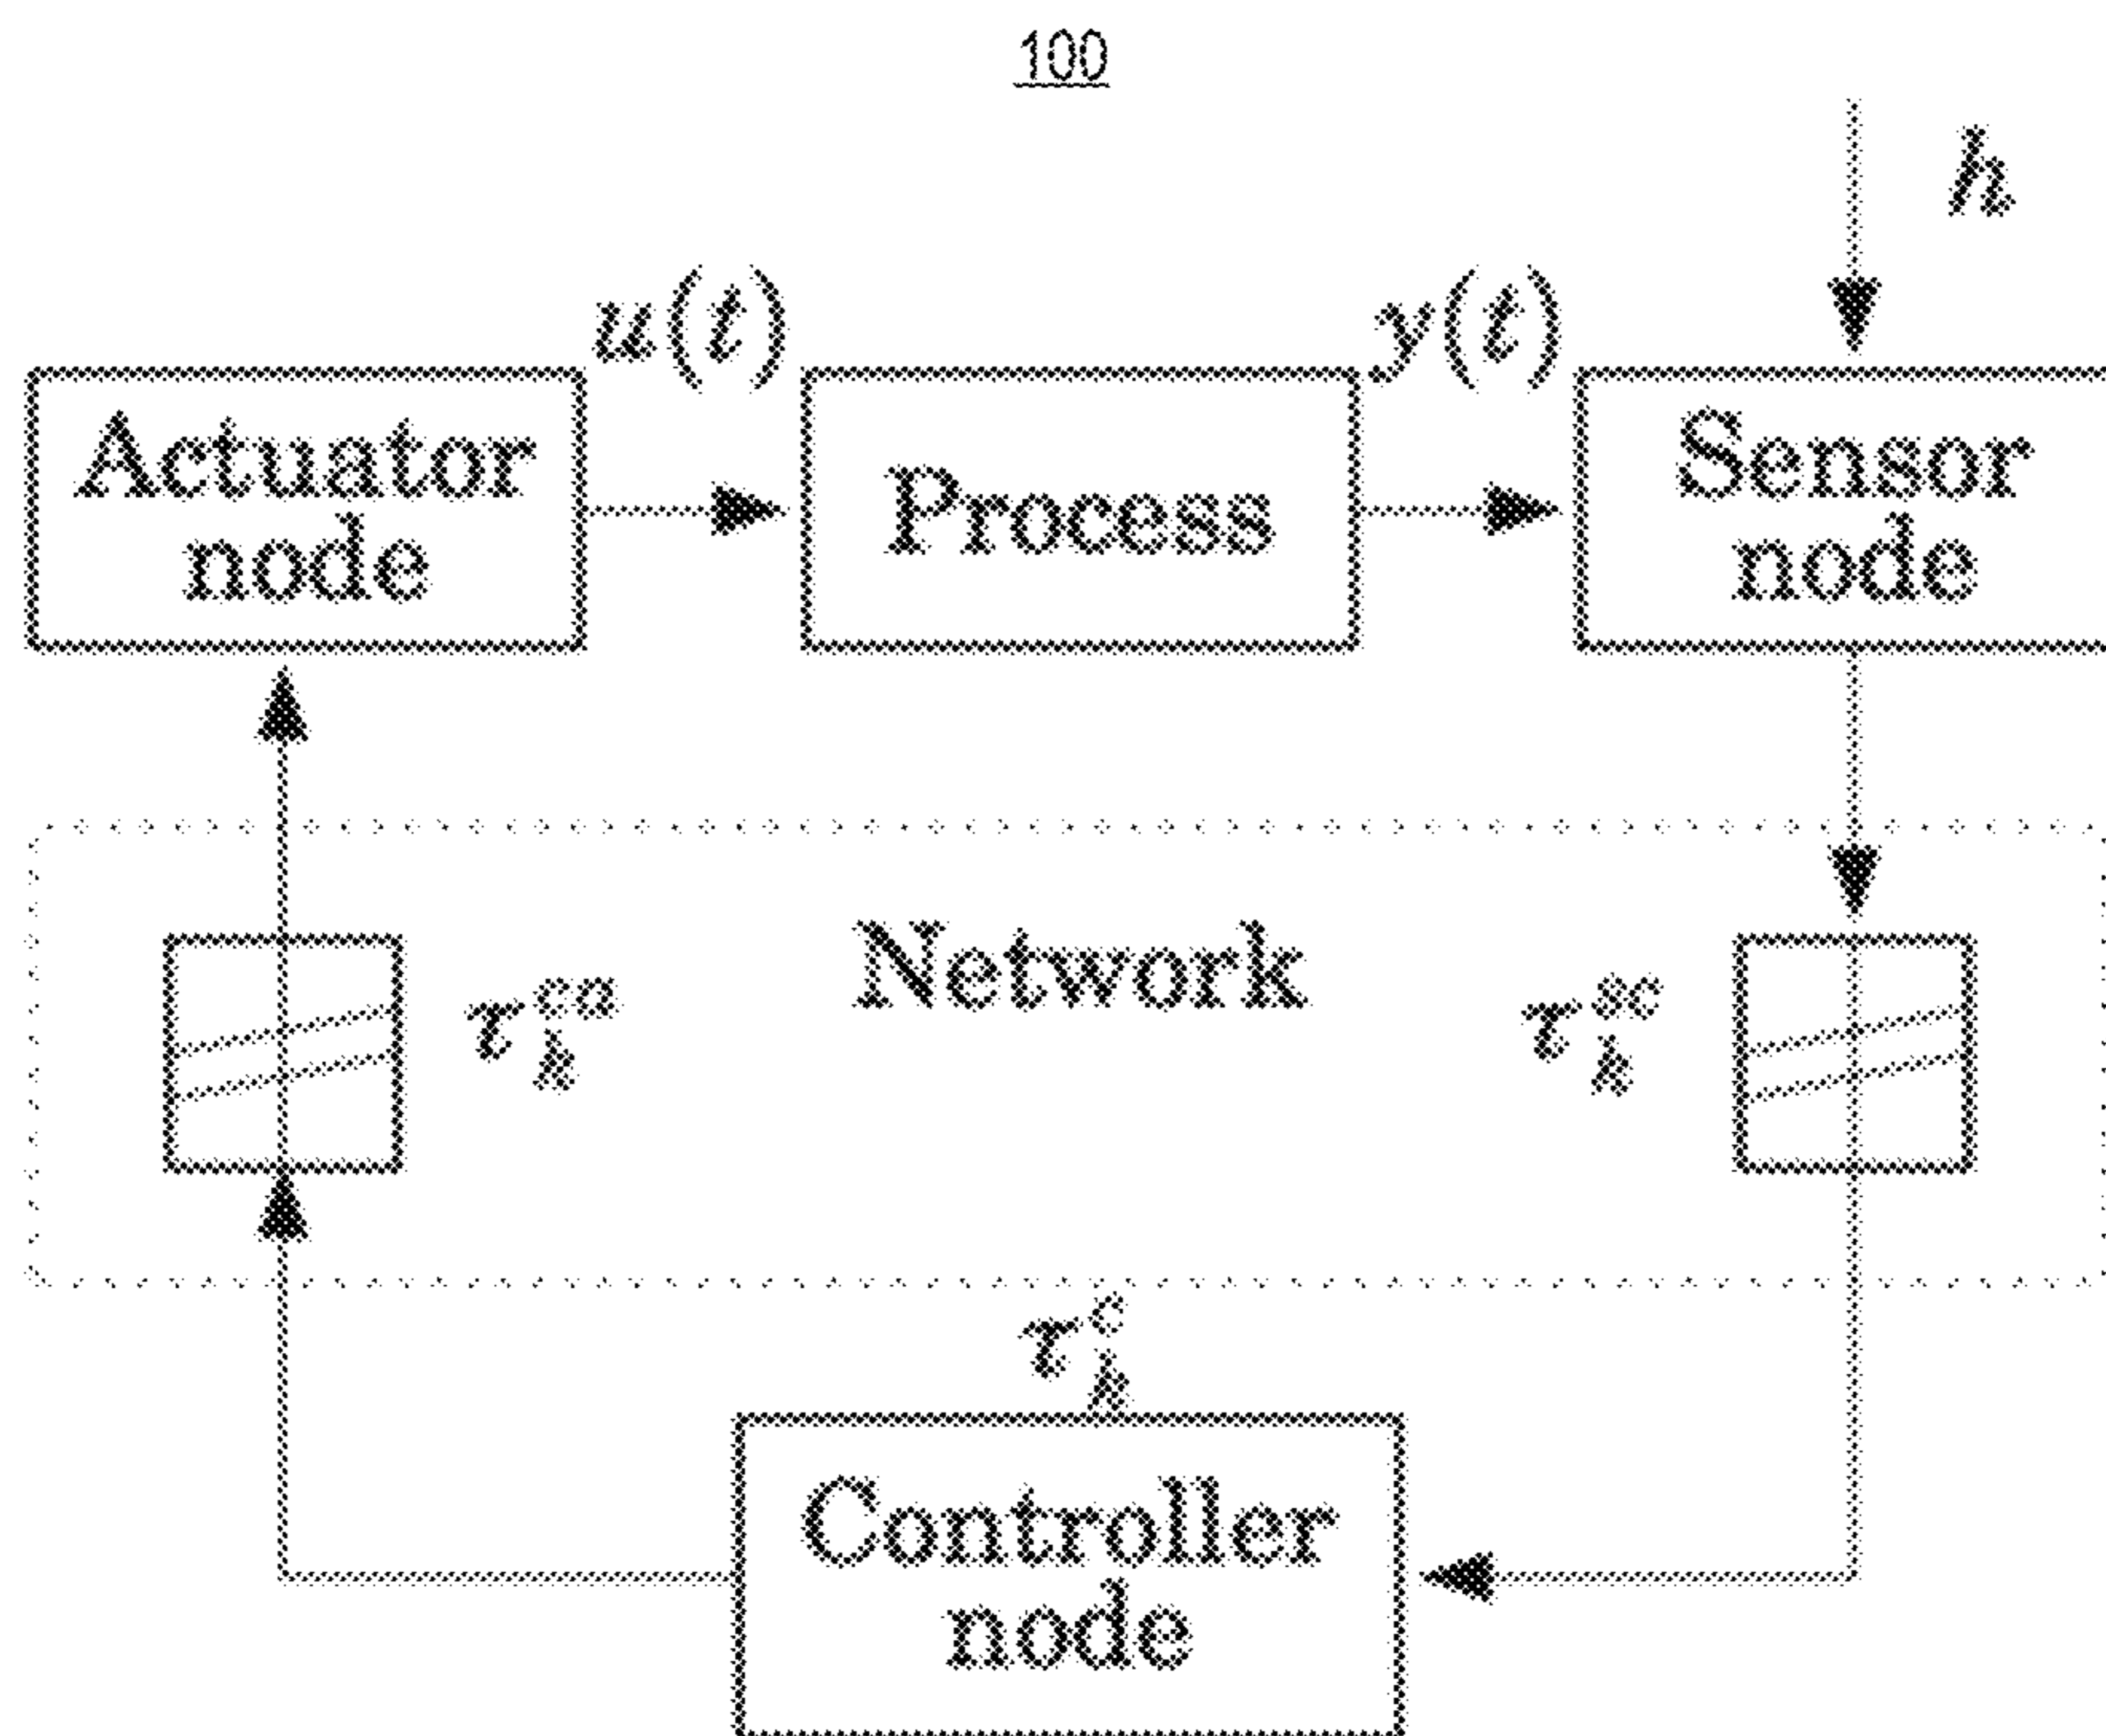 100
h
u(t)
y(t)
Actuator
node
Process
Sensor
node
Network
τ_k^{ca}
τ_k^{sc}
τ_k^c
Controller
node